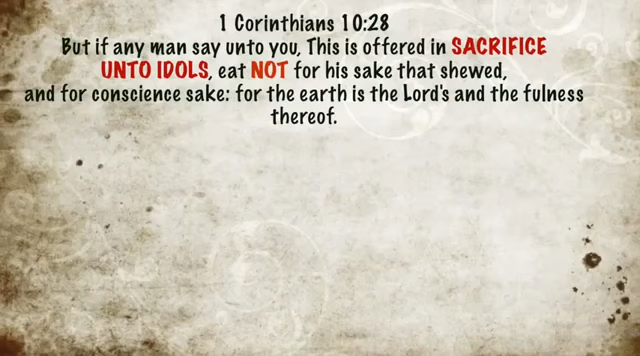 1 Corinthians 10:28
But if any man say unto you, This is offered in SACRIFICE
UNTO IDOLS, eat NOT for his sake that shewed,
and for conscience sake: for the earth is the Lord's and the fulness
thereof.